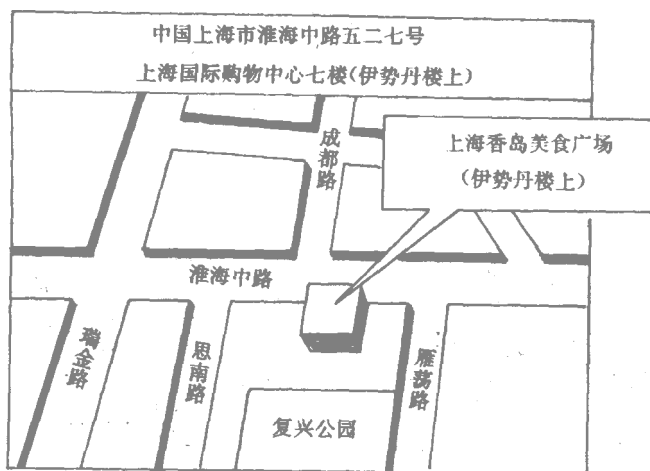 中国上海市淮海中路五二七号
上海国际购物中心七楼(伊势丹楼上)
成都路
上海香岛美食广场
(伊势丹楼上)
淮海中路
瑞金路
思南路
雁荡路
复兴公园